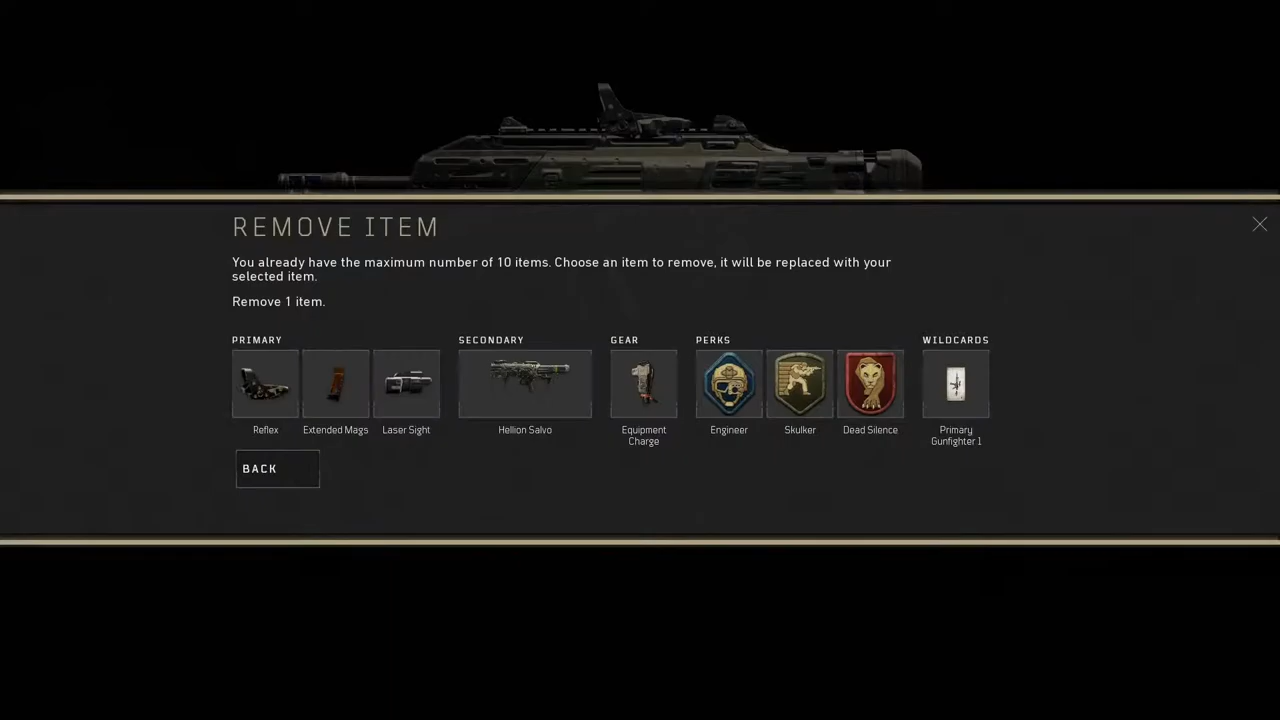 REMOVE ITEM
You already have the maximum number of 10 items. Choose an item to remove, it will be replaced with your
selected item.
Remove 1 item.
PRIMARY
SECONDARY
GEAR
PERKS
WILDCARDS
Reflex
Extended Mags
Laser Sight
Hellion Salvo
Equipment
Charge
Engineer
Skulker
Dead Silence
Primary
Gunfighter 1
BACK